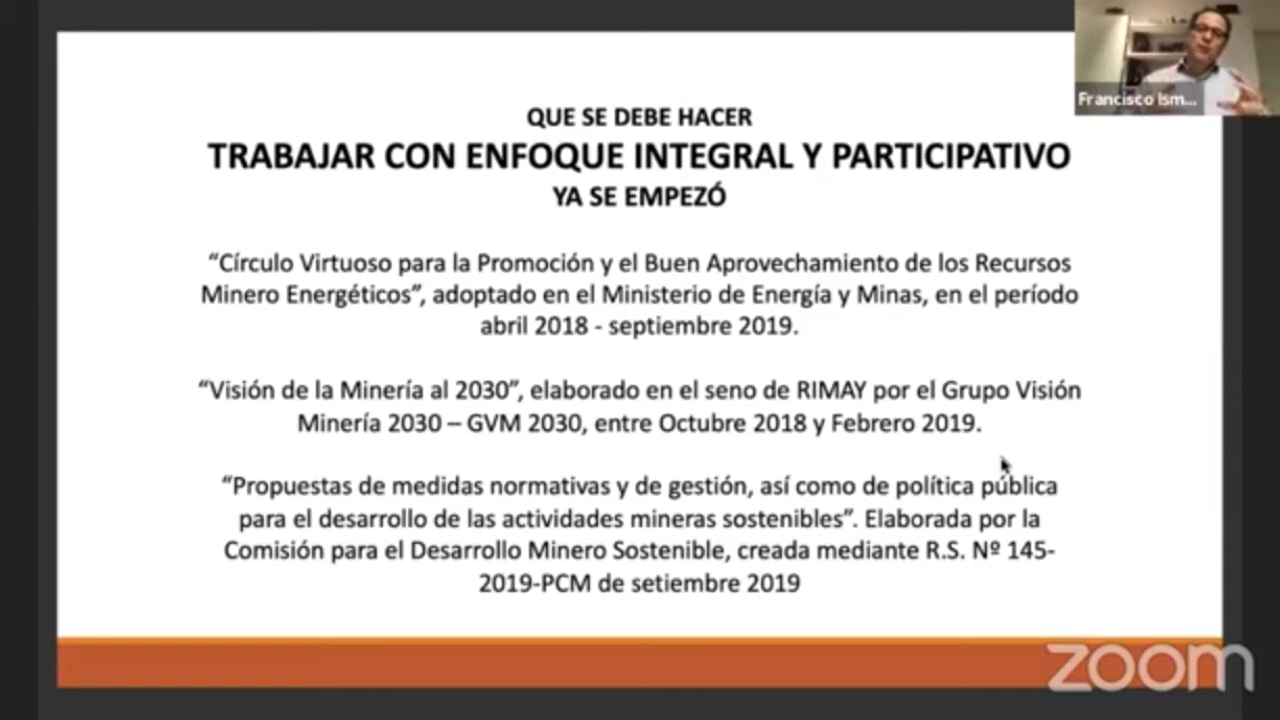 Francisco Ism...
QUE SE DEBE HACER
TRABAJAR CON ENFOQUE INTEGRAL Y PARTICIPATIVO
YA SE EMPEZÓ
“Círculo Virtuoso para la Promoción y el Buen Aprovechamiento de los Recursos
Minero Energéticos”, adoptado en el Ministerio de Energía y Minas, en el período
abril 2018 - septiembre 2019.
“Visión de la Minería al 2030”, elaborado en el seno de RIMAY por el Grupo Visión
Minería 2030 – GVM 2030, entre Octubre 2018 y Febrero 2019.
“Propuestas de medidas normativas y de gestión, así como de política pública
para el desarrollo de las actividades mineras sostenibles”. Elaborada por la
Comisión para el Desarrollo Minero Sostenible, creada mediante R.S. Nº 145-
2019-PCM de setiembre 2019
zoom